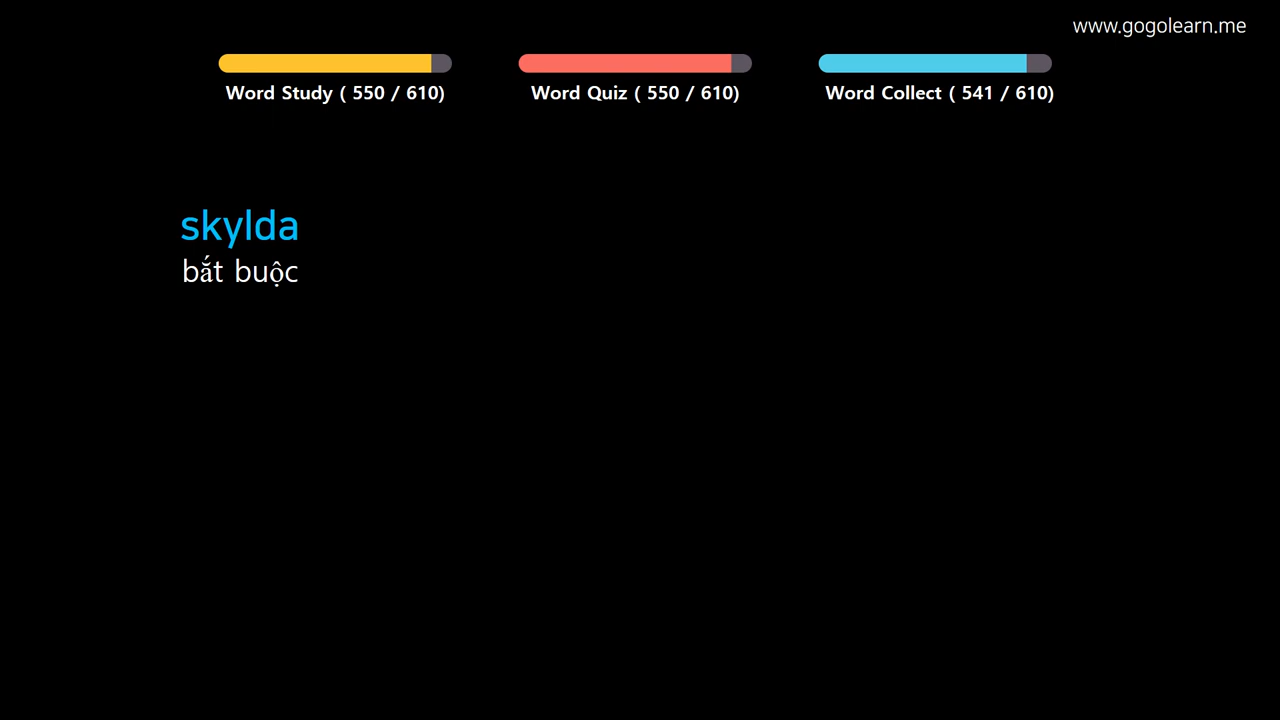 www.gogolearn.me
Word Study ( 550 / 610)
Word Quiz ( 550 / 610)
Word Collect ( 541 / 610)
skylda
bắt buộc